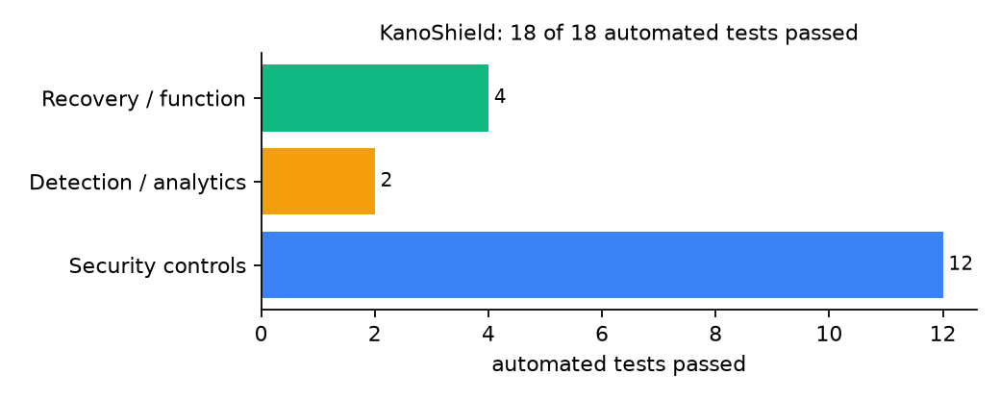 KanoShield: 18 of 18 automated tests passed
Recovery / function
4
Detection / analytics
2
Security controls
12
0 2 4 6 8 10 12
automated tests passed